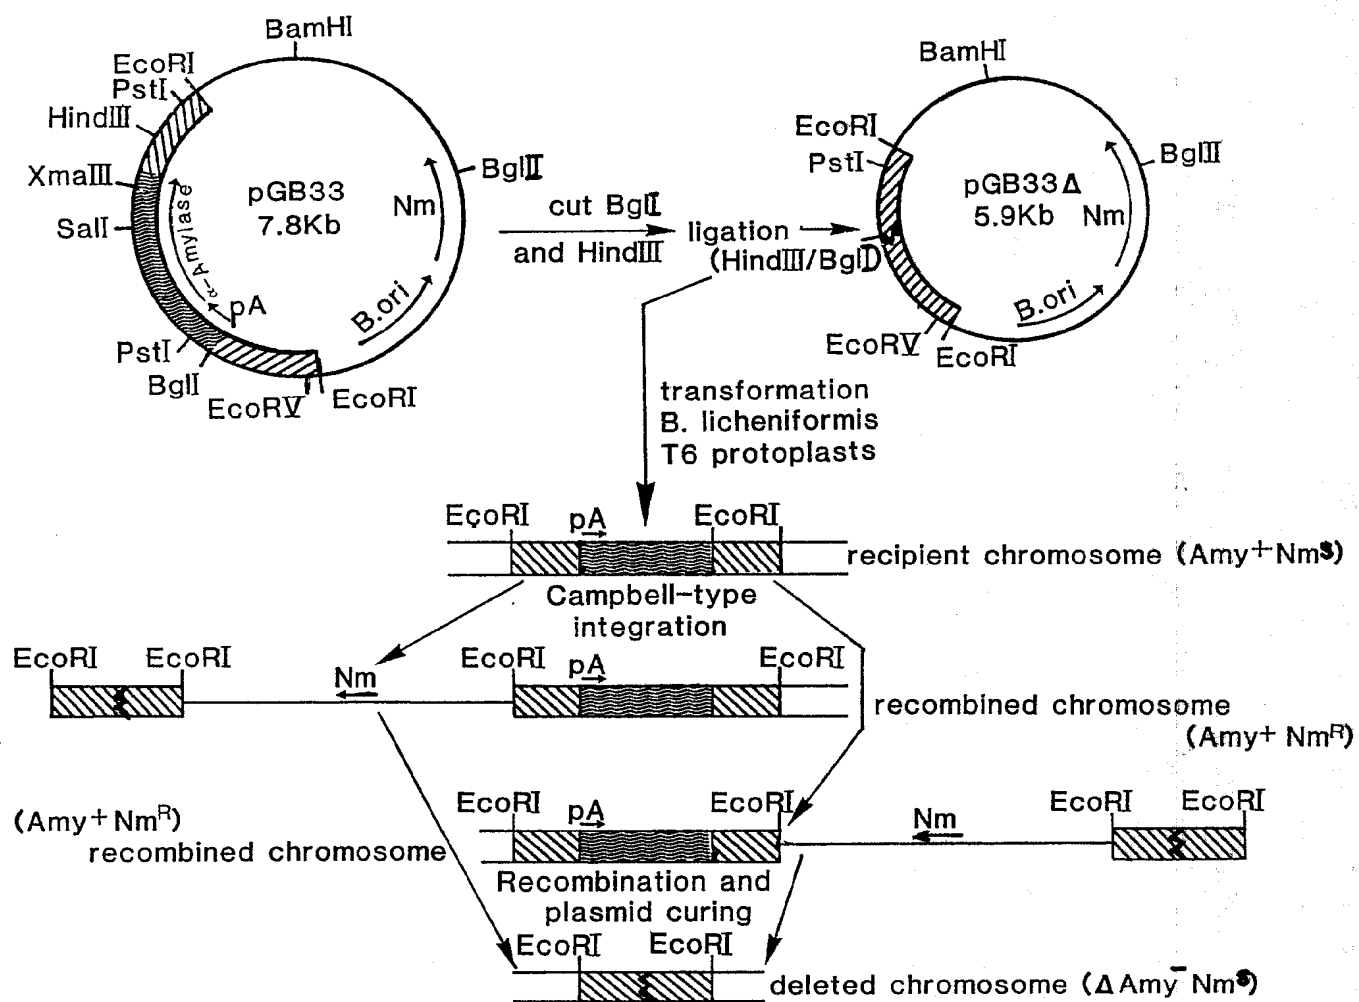 BamHI
EcoRI
PstI
HindIII
XmaIII
SalI
α-Amylase
pA
PstI
BglI
EcoRV
EcoRI
B.ori
Nm
BglII
pGB33
7.8Kb
cut BglI
and HindIII
ligation
(HindIII/BglI)
BamHI
EcoRI
PstI
BglII
pGB33Δ
5.9Kb
Nm
B.ori
EcoRV
EcoRI
transformation
B. licheniformis
T6 protoplasts
EcoRI
pA
EcoRI
recipient chromosome (Amy+NmS)
Campbell-type
integration
EcoRI
EcoRI
Nm
EcoRI
pA
EcoRI
recombined chromosome
(Amy+ NmR)
(Amy+NmR)
recombined chromosome
EcoRI
pA
EcoRI
Nm
EcoRI
EcoRI
Recombination and
plasmid curing
EcoRI
EcoRI
deleted chromosome (ΔAmy- NmS)